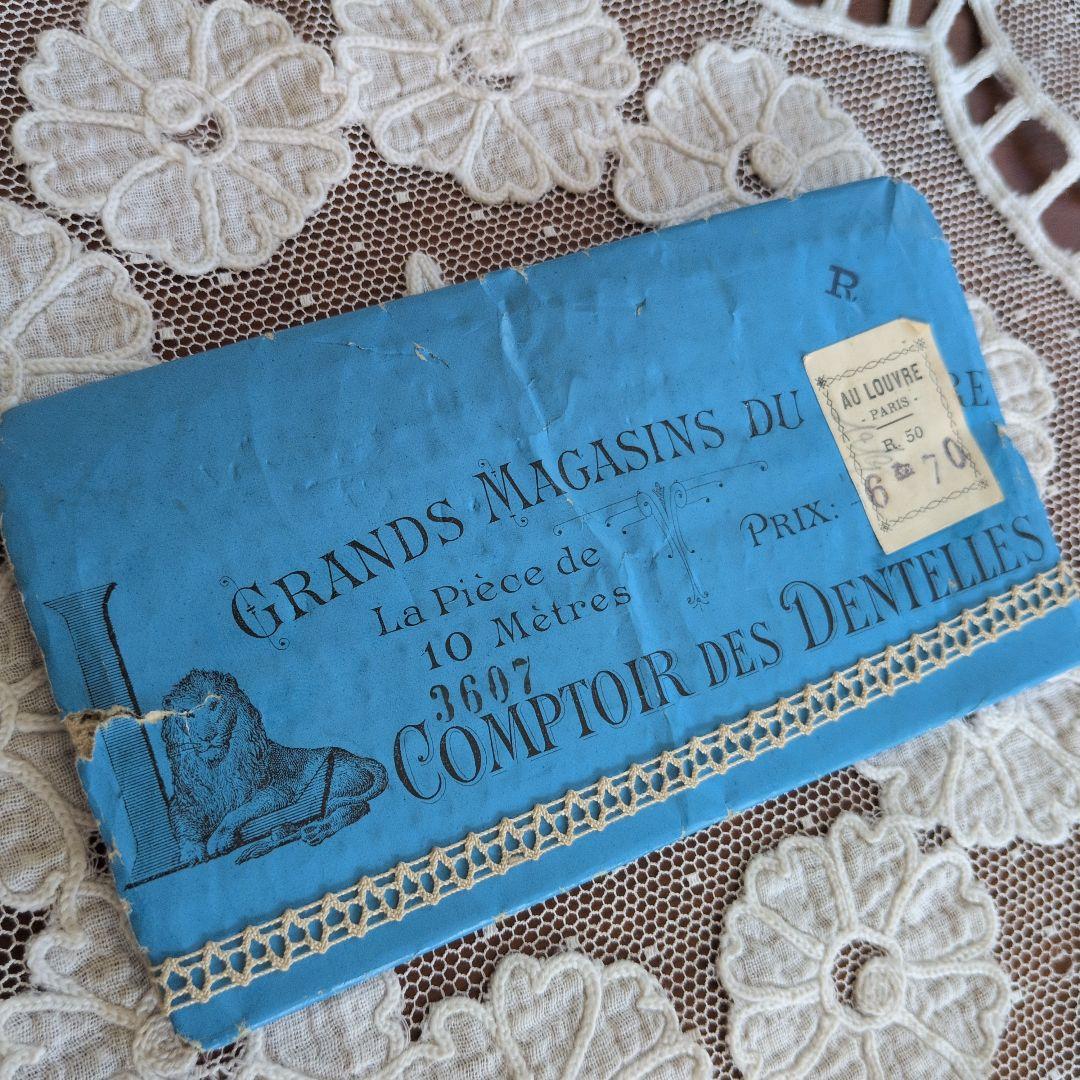 R
GRANDS MAGASINS DU RE
La Pièce de
10 Mètres
3607
PRIX:
COMPTOIR DES DENTELLES
L
AU LOUVRE
- PARIS -
R. 50
6 70